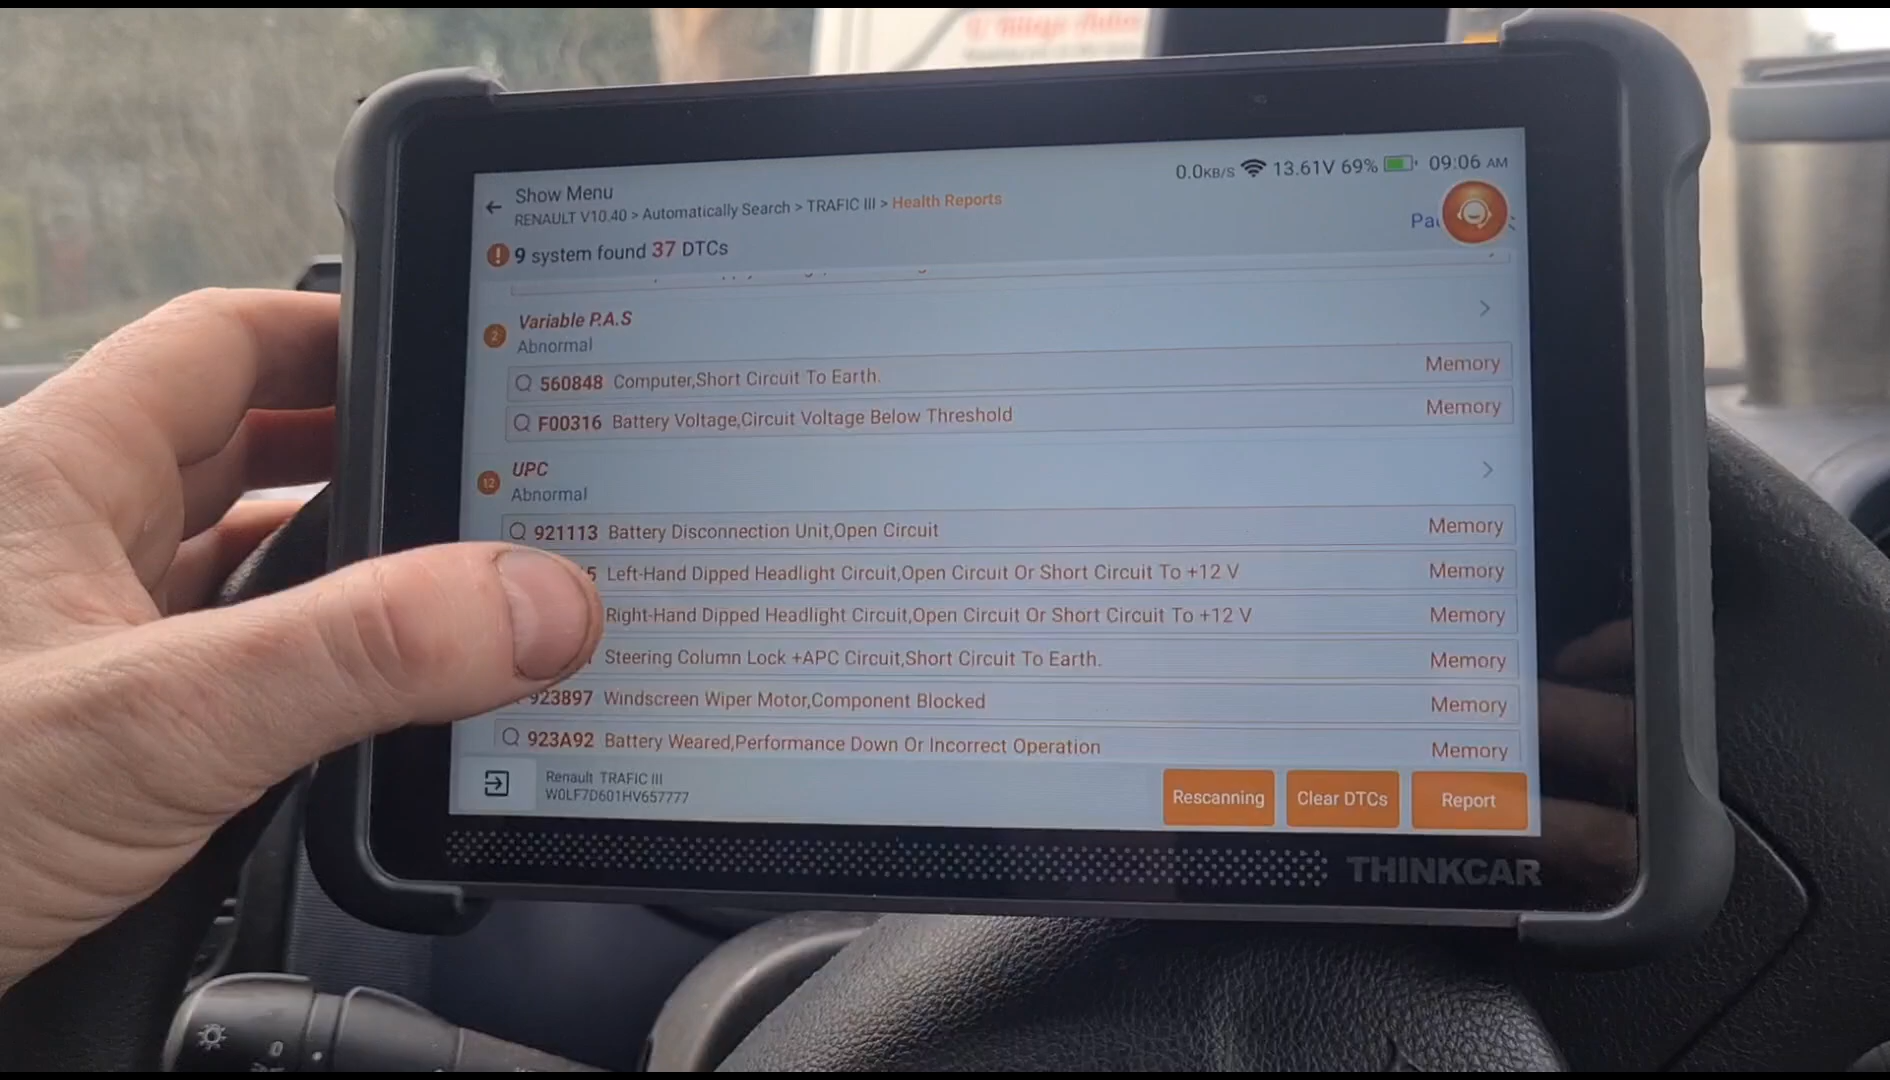 0.0KB/S 13.61V 69% 09:06 AM
Show Menu
RENAULT V10.40 > Automatically Search > TRAFIC III > Health Reports
9 system found 37 DTCs
2 Variable P.A.S
Abnormal
560848 Computer,Short Circuit To Earth. Memory
F00316 Battery Voltage,Circuit Voltage Below Threshold Memory
12 UPC
Abnormal
921113 Battery Disconnection Unit,Open Circuit Memory
5 Left-Hand Dipped Headlight Circuit,Open Circuit Or Short Circuit To +12 V Memory
Right-Hand Dipped Headlight Circuit,Open Circuit Or Short Circuit To +12 V Memory
Steering Column Lock +APC Circuit,Short Circuit To Earth. Memory
923897 Windscreen Wiper Motor,Component Blocked Memory
923A92 Battery Weared,Performance Down Or Incorrect Operation Memory
Renault TRAFIC III
W0LF7D601HV657777
Rescanning Clear DTCs Report
THINKCAR
0